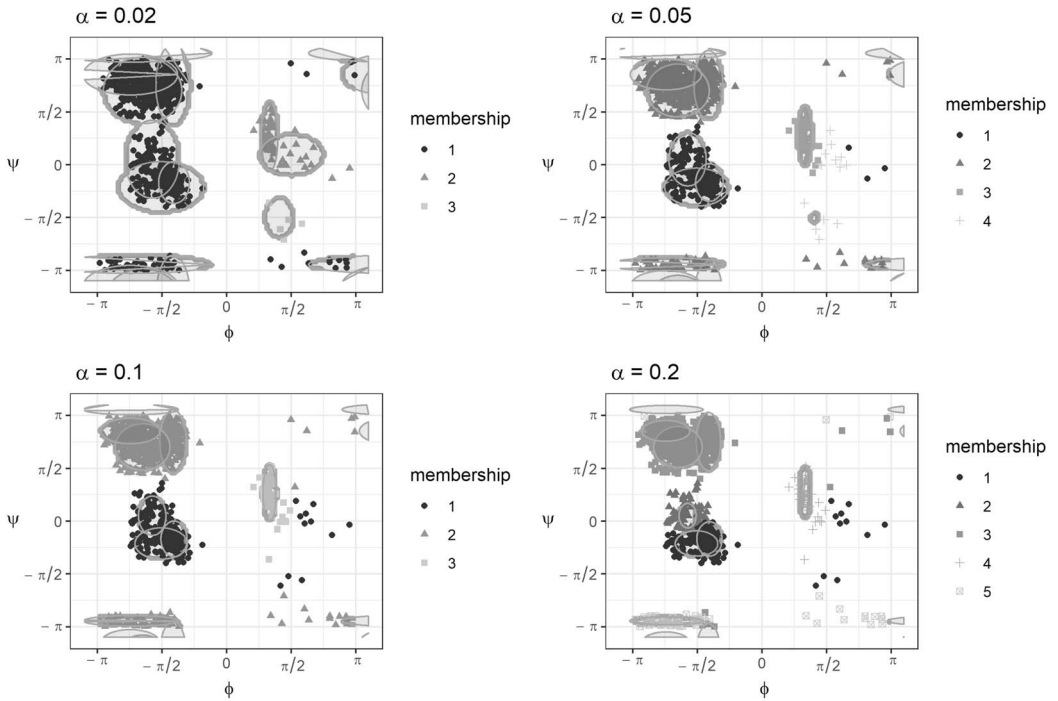 α = 0.02
π
π/2
0
− π/2
− π
ψ
− π
− π/2
0
π/2
π
ϕ
membership
1
2
3
α = 0.05
π
π/2
0
− π/2
− π
ψ
− π
− π/2
0
π/2
π
ϕ
membership
1
2
3
4
α = 0.1
π
π/2
0
− π/2
− π
ψ
− π
− π/2
0
π/2
π
ϕ
membership
1
2
3
α = 0.2
π
π/2
0
− π/2
− π
ψ
− π
− π/2
0
π/2
π
ϕ
membership
1
2
3
4
5